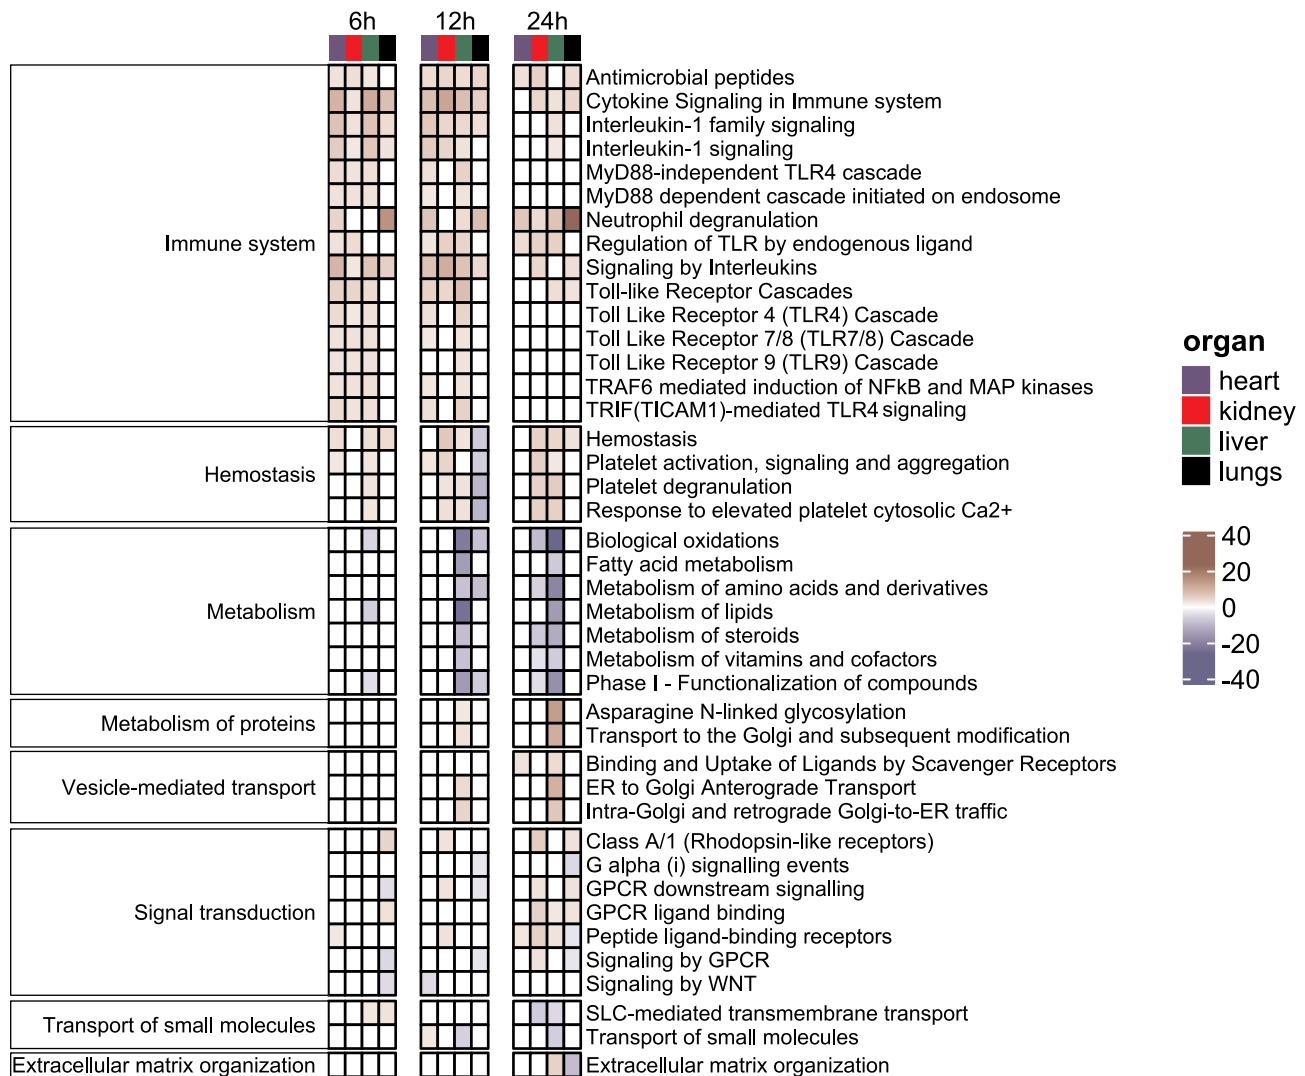 6h 12h 24h
Antimicrobial peptides
Cytokine Signaling in Immune system
Interleukin-1 family signaling
Interleukin-1 signaling
MyD88-independent TLR4 cascade
MyD88 dependent cascade initiated on endosome
Neutrophil degranulation
Immune system
Regulation of TLR by endogenous ligand
Signaling by Interleukins
Toll-like Receptor Cascades
Toll Like Receptor 4 (TLR4) Cascade
Toll Like Receptor 7/8 (TLR7/8) Cascade
Toll Like Receptor 9 (TLR9) Cascade
TRAF6 mediated induction of NFkB and MAP kinases
TRIF(TICAM1)-mediated TLR4 signaling
Hemostasis
Hemostasis
Platelet activation, signaling and aggregation
Platelet degranulation
Response to elevated platelet cytosolic Ca2+
Metabolism
Biological oxidations
Fatty acid metabolism
Metabolism of amino acids and derivatives
Metabolism of lipids
Metabolism of steroids
Metabolism of vitamins and cofactors
Phase I - Functionalization of compounds
Metabolism of proteins
Asparagine N-linked glycosylation
Transport to the Golgi and subsequent modification
Vesicle-mediated transport
Binding and Uptake of Ligands by Scavenger Receptors
ER to Golgi Anterograde Transport
Intra-Golgi and retrograde Golgi-to-ER traffic
Signal transduction
Class A/1 (Rhodopsin-like receptors)
G alpha (i) signalling events
GPCR downstream signalling
GPCR ligand binding
Peptide ligand-binding receptors
Signaling by GPCR
Signaling by WNT
Transport of small molecules
SLC-mediated transmembrane transport
Transport of small molecules
Extracellular matrix organization
Extracellular matrix organization
organ
heart
kidney
liver
lungs
40
20
0
-20
-40